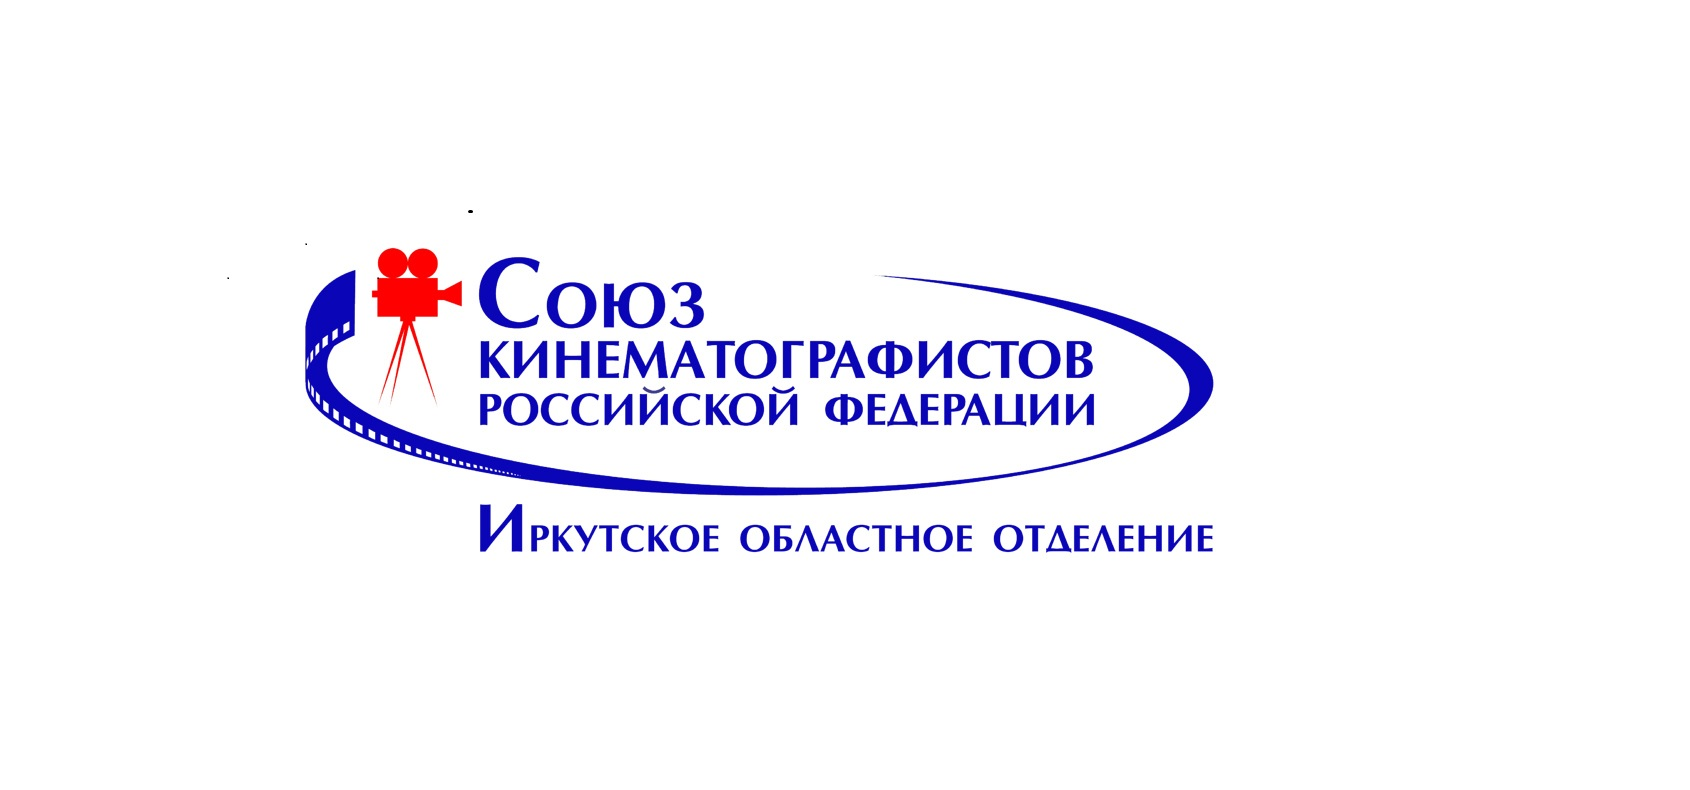 Союз
кинематографистов
российской федерации
Иркутское областное отделение